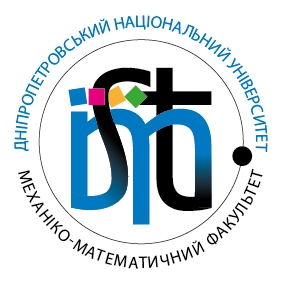 ДНІПРОПЕТРОВСЬКИЙ НАЦІОНАЛЬНИЙ УНІВЕРСИТЕТ
МЕХАНІКО-МАТЕМАТИЧНИЙ ФАКУЛЬТЕТ